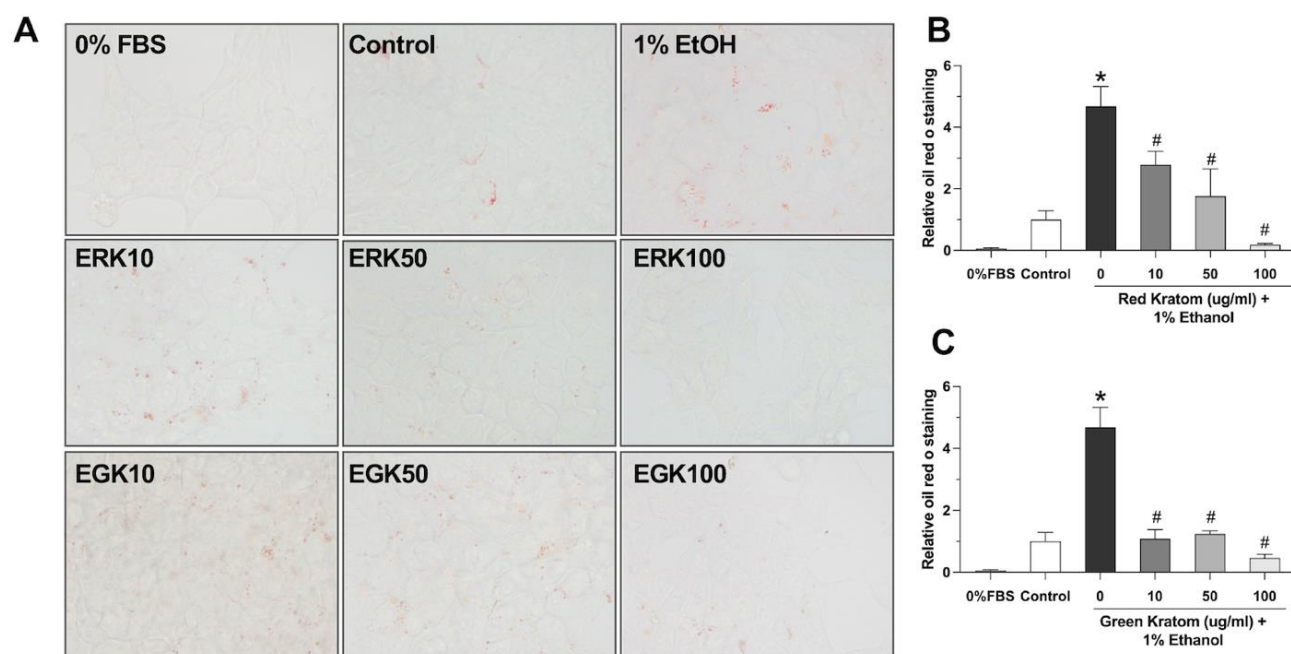 A
0% FBS
Control
1% EtOH
ERK10
ERK50
ERK100
EGK10
EGK50
EGK100
B
Relative oil red o staining
6
4
2
0
*
#
#
#
0%FBS Control 0 10 50 100
Red Kratom (ug/ml) +
1% Ethanol
C
Relative oil red o staining
6
4
2
0
*
#
#
#
0%FBS Control 0 10 50 100
Green Kratom (ug/ml) +
1% Ethanol